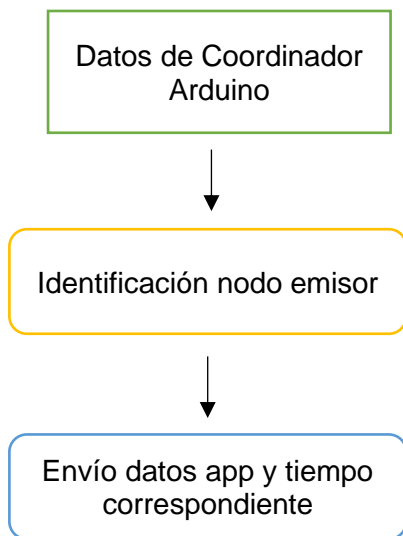 Datos de Coordinador
Arduino
Identificación nodo emisor
Envío datos app y tiempo
correspondiente